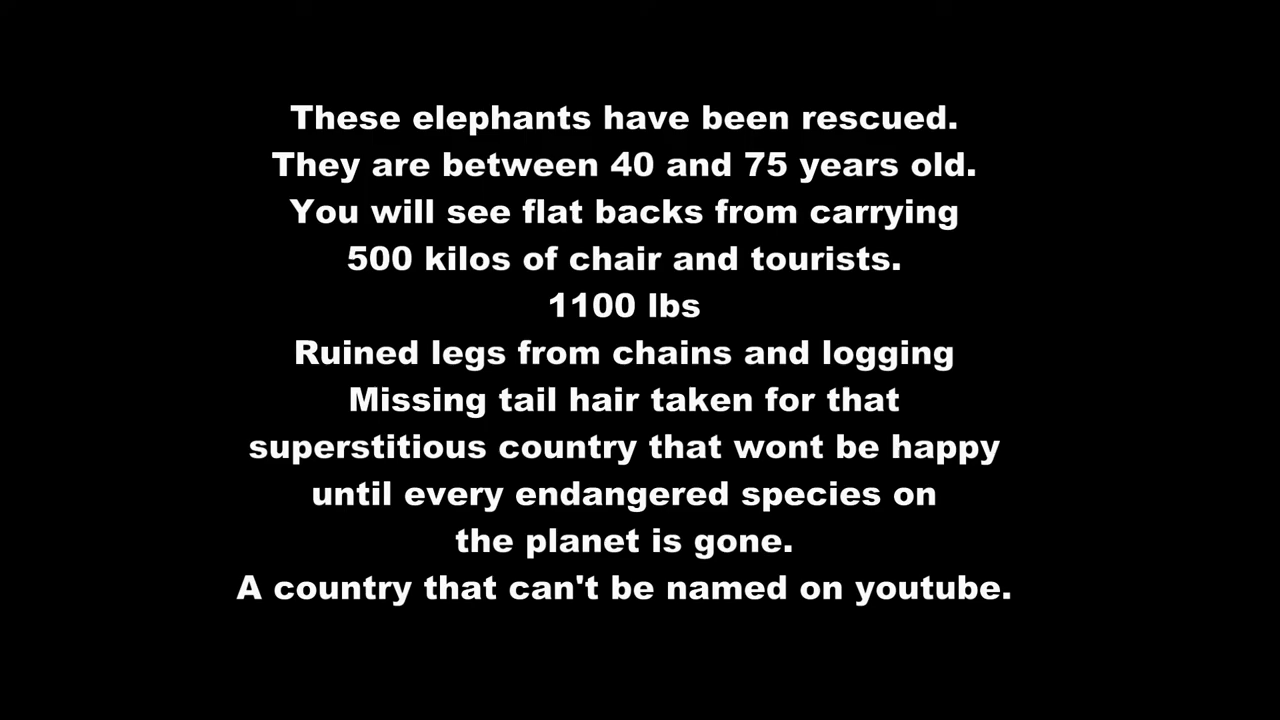 These elephants have been rescued.
They are between 40 and 75 years old.
You will see flat backs from carrying
500 kilos of chair and tourists.
1100 lbs
Ruined legs from chains and logging
Missing tail hair taken for that
superstitious country that wont be happy
until every endangered species on
the planet is gone.
A country that can't be named on youtube.